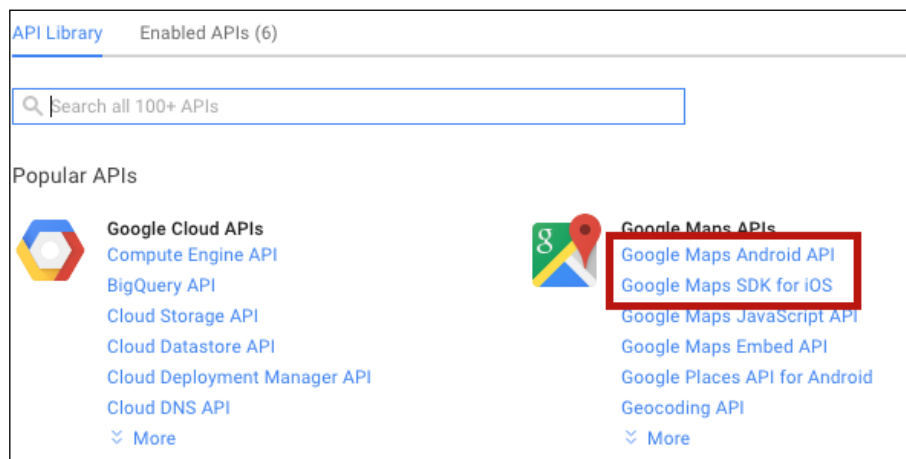 API Library Enabled APIs (6)
Search all 100+ APIs
Popular APIs
Google Cloud APIs
Compute Engine API
BigQuery API
Cloud Storage API
Cloud Datastore API
Cloud Deployment Manager API
Cloud DNS API
More
g
Google Maps APIs
Google Maps Android API
Google Maps SDK for iOS
Google Maps JavaScript API
Google Maps Embed API
Google Places API for Android
Geocoding API
More